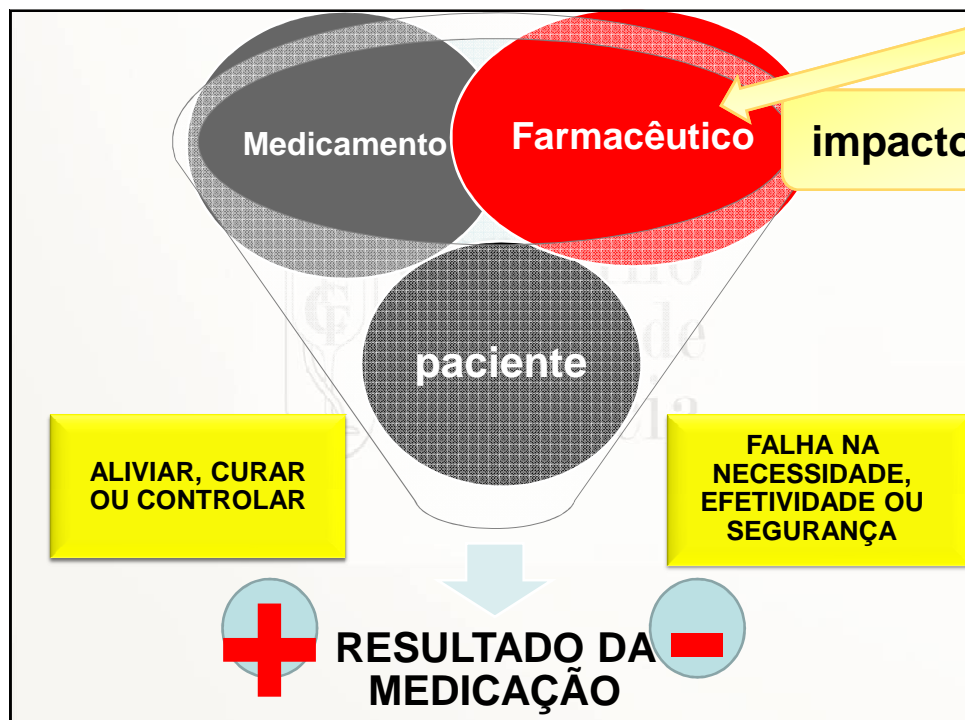 Medicamento
Farmacêutico
impacto
paciente
ALIVIAR, CURAR
OU CONTROLAR
FALHA NA
NECESSIDADE,
EFETIVIDADE OU
SEGURANÇA
RESULTADO DA
MEDICAÇÃO